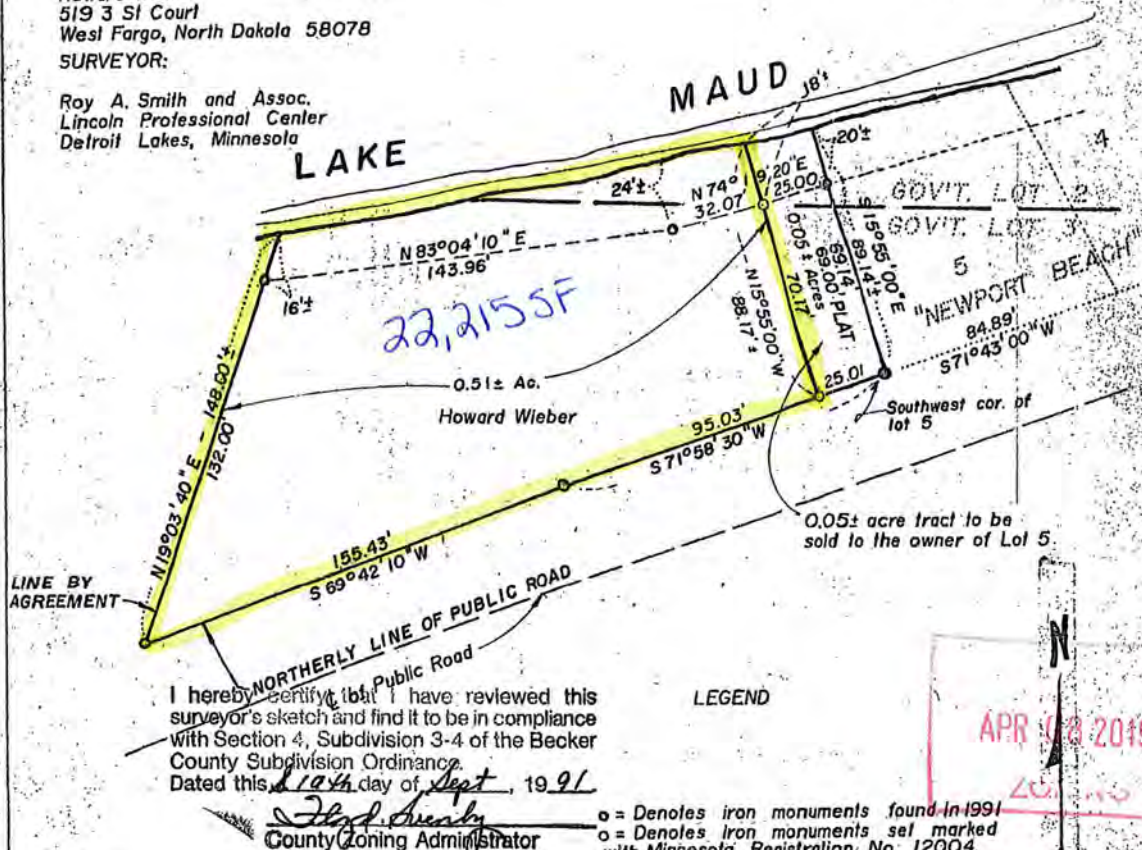 519 3 St Court
West Fargo, North Dakota 58078
SURVEYOR:
Roy A. Smith and Assoc.
Lincoln Professional Center
Detroit Lakes, Minnesota
LAKE MAUD
18'±
20'±
4
24'±
N 74° 19' 20" E
32.07'
25.00'
GOV'T. LOT 2
GOV'T. LOT
N 83°04'10" E
143.96'
16'±
22,215 SF
0.05 ± Acres
70.17'
N 15°55'00" W
88.17' ±
69.14'
69.00' PLAT
S 15°55'00" E
89.14'±
5
"NEWPORT BEACH"
84.89'
S 71°43'00" W
0.51± Ac.
Howard Wieber
148.00'±
N 19°03'40" E
132.00'
25.01
Southwest cor. of
lot 5
95.03'
S 71°58'30" W
0.05± acre tract to be
sold to the owner of Lot 5.
155.43'
S 69°42'10" W
LINE BY
AGREEMENT
NORTHERLY LINE OF PUBLIC ROAD
of Public Road
I hereby certify that I have reviewed this
surveyor's sketch and find it to be in compliance
with Section 4, Subdivision 3-4 of the Becker
County Subdivision Ordinance.
Dated this day of Sept, 1991.
County Zoning Administrator
LEGEND
N
APR 08 2019
o = Denotes iron monuments found in 1991
o = Denotes iron monuments set marked
with Minnesota Registration No. 12004